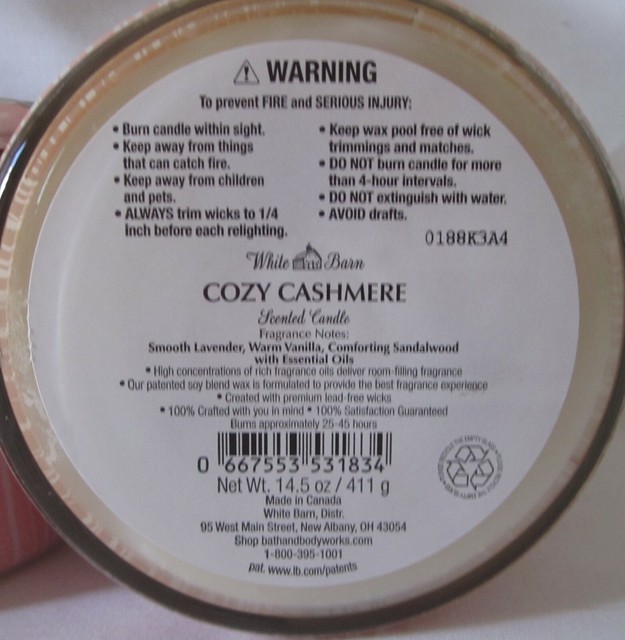 WARNING
To prevent FIRE and SERIOUS INJURY:
• Burn candle within sight.
• Keep away from things
that can catch fire.
• Keep away from children
and pets.
• ALWAYS trim wicks to 1/4
inch before each relighting.
• Keep wax pool free of wick
trimmings and matches.
• DO NOT burn candle for more
than 4-hour intervals.
• DO NOT extinguish with water.
• AVOID drafts.
0188K3A4
White Barn
COZY CASHMERE
Scented Candle
Fragrance Notes:
Smooth Lavender, Warm Vanilla, Comforting Sandalwood
with Essential Oils
• High concentrations of rich fragrance oils deliver room-filling fragrance
• Our patented soy blend wax is formulated to provide the best fragrance experience
• Created with premium lead-free wicks
• 100% Crafted with you in mind • 100% Satisfaction Guaranteed
Burns approximately 25-45 hours
0 667553 531834
Net Wt. 14.5 oz / 411 g
Made in Canada
White Barn, Distr.
95 West Main Street, New Albany, OH 43054
Shop bathandbodyworks.com
1-800-395-1001
pat. www.lb.com/patents